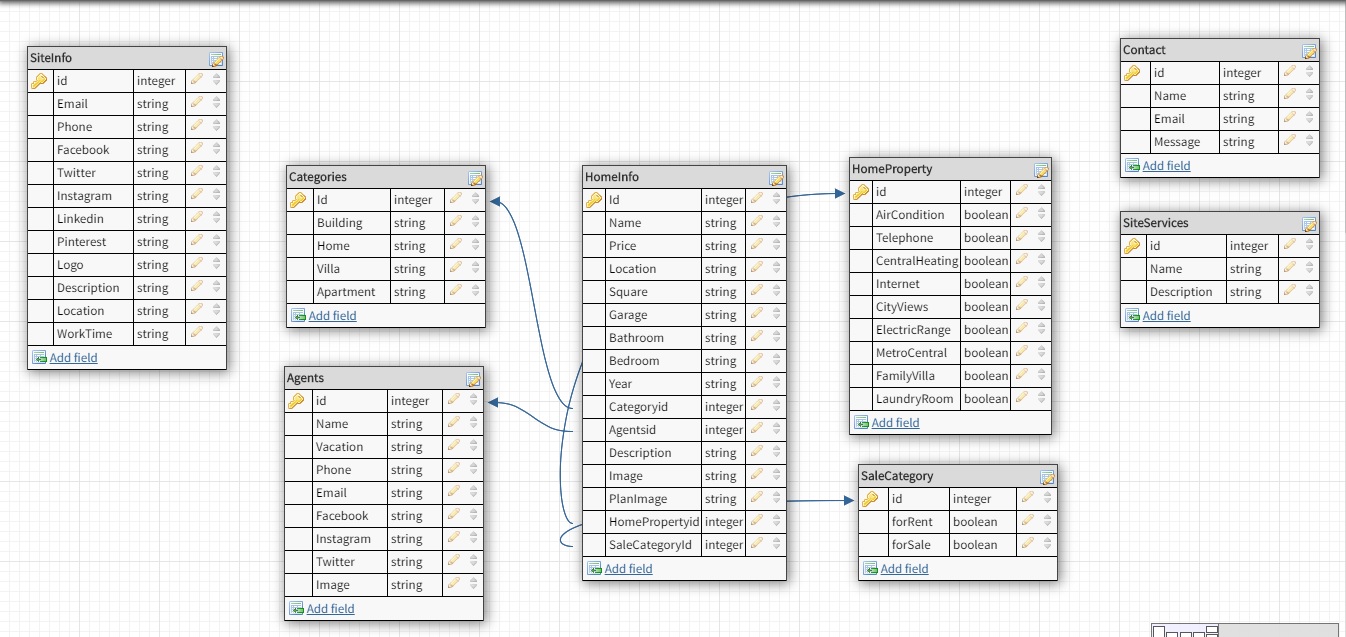 SiteInfo
id integer
Email string
Phone string
Facebook string
Twitter string
Instagram string
Linkedin string
Pinterest string
Logo string
Description string
Location string
WorkTime string
Add field
Categories
Id integer
Building string
Home string
Villa string
Apartment string
Add field
Agents
id integer
Name string
Vacation string
Phone string
Email string
Facebook string
Instagram string
Twitter string
Image string
Add field
HomeInfo
Id integer
Name string
Price string
Location string
Square string
Garage string
Bathroom string
Bedroom string
Year string
Categoryid integer
Agentsid integer
Description string
Image string
PlanImage string
HomePropertyid integer
SaleCategoryId integer
Add field
HomeProperty
id integer
AirCondition boolean
Telephone boolean
CentralHeating boolean
Internet boolean
CityViews boolean
ElectricRange boolean
MetroCentral boolean
FamilyVilla boolean
LaundryRoom boolean
Add field
SaleCategory
id integer
forRent boolean
forSale boolean
Add field
Contact
id integer
Name string
Email string
Message string
Add field
SiteServices
id integer
Name string
Description string
Add field